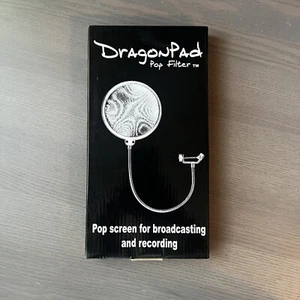 DragonPad
Pop Filter TM
Pop screen for broadcasting
and recording